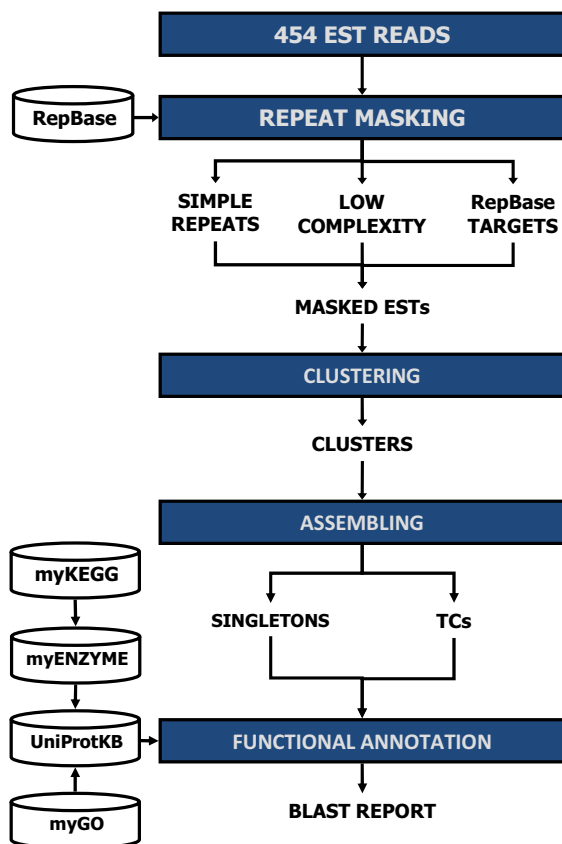 454 EST READS
RepBase
REPEAT MASKING
SIMPLE
REPEATS
LOW
COMPLEXITY
RepBase
TARGETS
MASKED ESTs
CLUSTERING
CLUSTERS
ASSEMBLING
myKEGG
SINGLETONS
TCs
myENZYME
UniProtKB
FUNCTIONAL ANNOTATION
BLAST REPORT
myGO